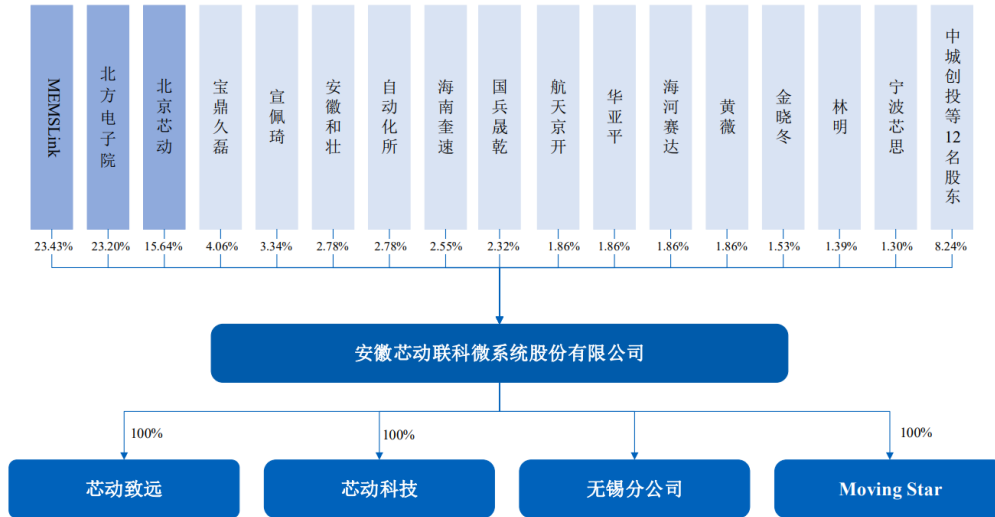 MEMSLink
北方电子院
北京芯动
宝鼎久磊
宣佩琦
安徽和壮
自动化所
海南奎速
国兵晟乾
航天京开
华亚平
海河赛达
黄薇
金晓冬
林明
宁波芯思
中城创投等12名股东
23.43%
23.20%
15.64%
4.06%
3.34%
2.78%
2.78%
2.55%
2.32%
1.86%
1.86%
1.86%
1.86%
1.53%
1.39%
1.30%
8.24%
安徽芯动联科微系统股份有限公司
100%
100%
100%
芯动致远
芯动科技
无锡分公司
Moving Star